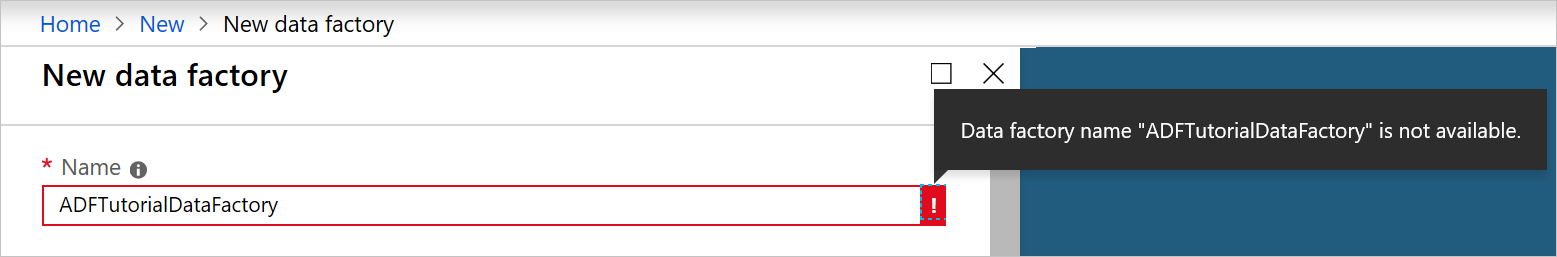 Home > New > New data factory
New data factory
Data factory name "ADFTutorialDataFactory" is not available.
* Name
ADFTutorialDataFactory
!